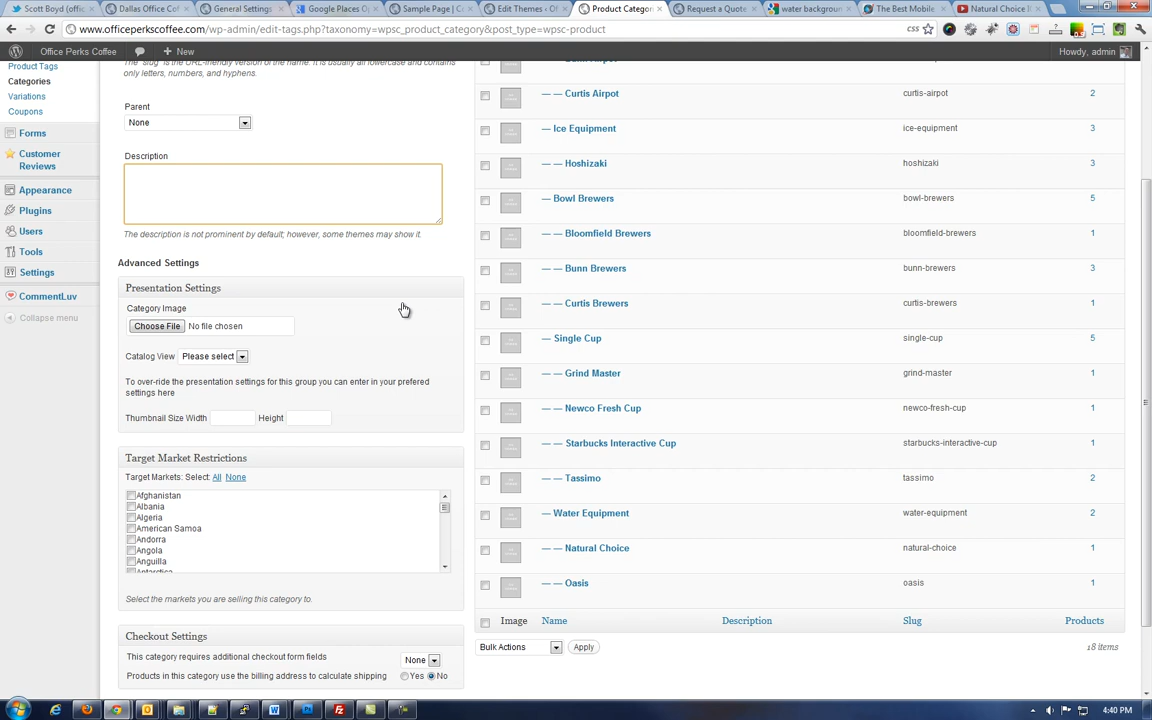 Scott Boyd (offic
Dallas Office Cof
General Settings
Google Places O
Sample Page | C
Edit Themes ‹ O
Product Categor
Request a Quote
water backgroun
The Best Mobile
Natural Choice I
www.officeperkscoffee.com/wp-admin/edit-tags.php?taxonomy=wpsc_product_category&post_type=wpsc-product
CSS
Office Perks Coffee
+ New
Howdy, admin
Product Tags
Categories
Variations
Coupons
Forms
Customer
Reviews
Appearance
Plugins
Users
Tools
Settings
CommentLuv
Collapse menu
The "slug" is the URL-friendly version of the name. It is usually all lowercase and contains
only letters, numbers, and hyphens.
Parent
None
Description
The description is not prominent by default; however, some themes may show it.
Advanced Settings
Presentation Settings
Category Image
Choose File No file chosen
Catalog View Please select
To over-ride the presentation settings for this group you can enter in your prefered
settings here
Thumbnail Size Width Height
Target Market Restrictions
Target Markets: Select: All None
Afghanistan
Albania
Algeria
American Samoa
Andorra
Angola
Anguilla
Antarctica
Select the markets you are selling this category to.
Checkout Settings
This category requires additional checkout form fields None
Products in this category use the billing address to calculate shipping Yes No
— — Curtis Airpot curtis-airpot 2
— Ice Equipment ice-equipment 3
— — Hoshizaki hoshizaki 3
— Bowl Brewers bowl-brewers 5
— — Bloomfield Brewers bloomfield-brewers 1
— — Bunn Brewers bunn-brewers 3
— — Curtis Brewers curtis-brewers 1
— Single Cup single-cup 5
— — Grind Master grind-master 1
— — Newco Fresh Cup newco-fresh-cup 1
— — Starbucks Interactive Cup starbucks-interactive-cup 1
— — Tassimo tassimo 2
— Water Equipment water-equipment 2
— — Natural Choice natural-choice 1
— — Oasis oasis 1
Image Name Description Slug Products
Bulk Actions Apply 18 items
4:40 PM